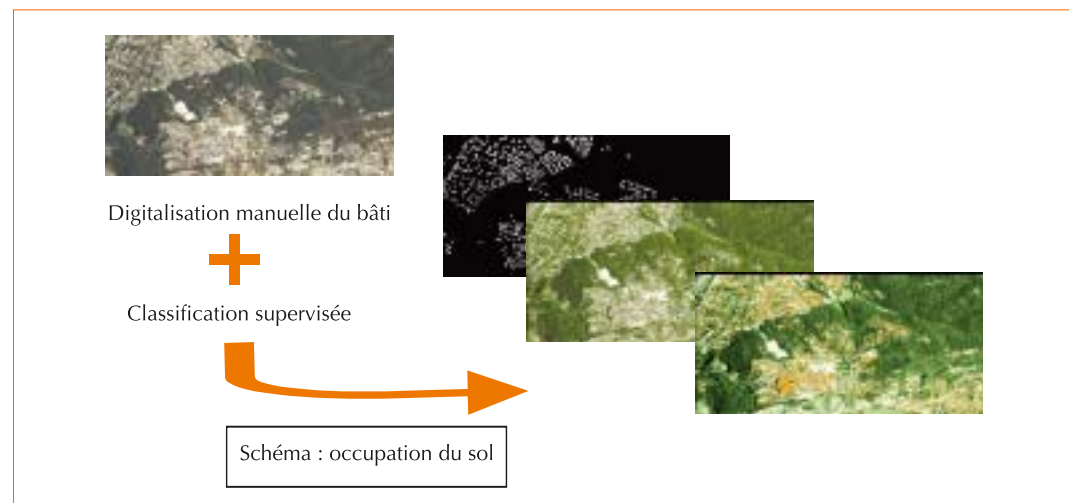 Digitalisation manuelle du bâti
Classification supervisée
Schéma : occupation du sol